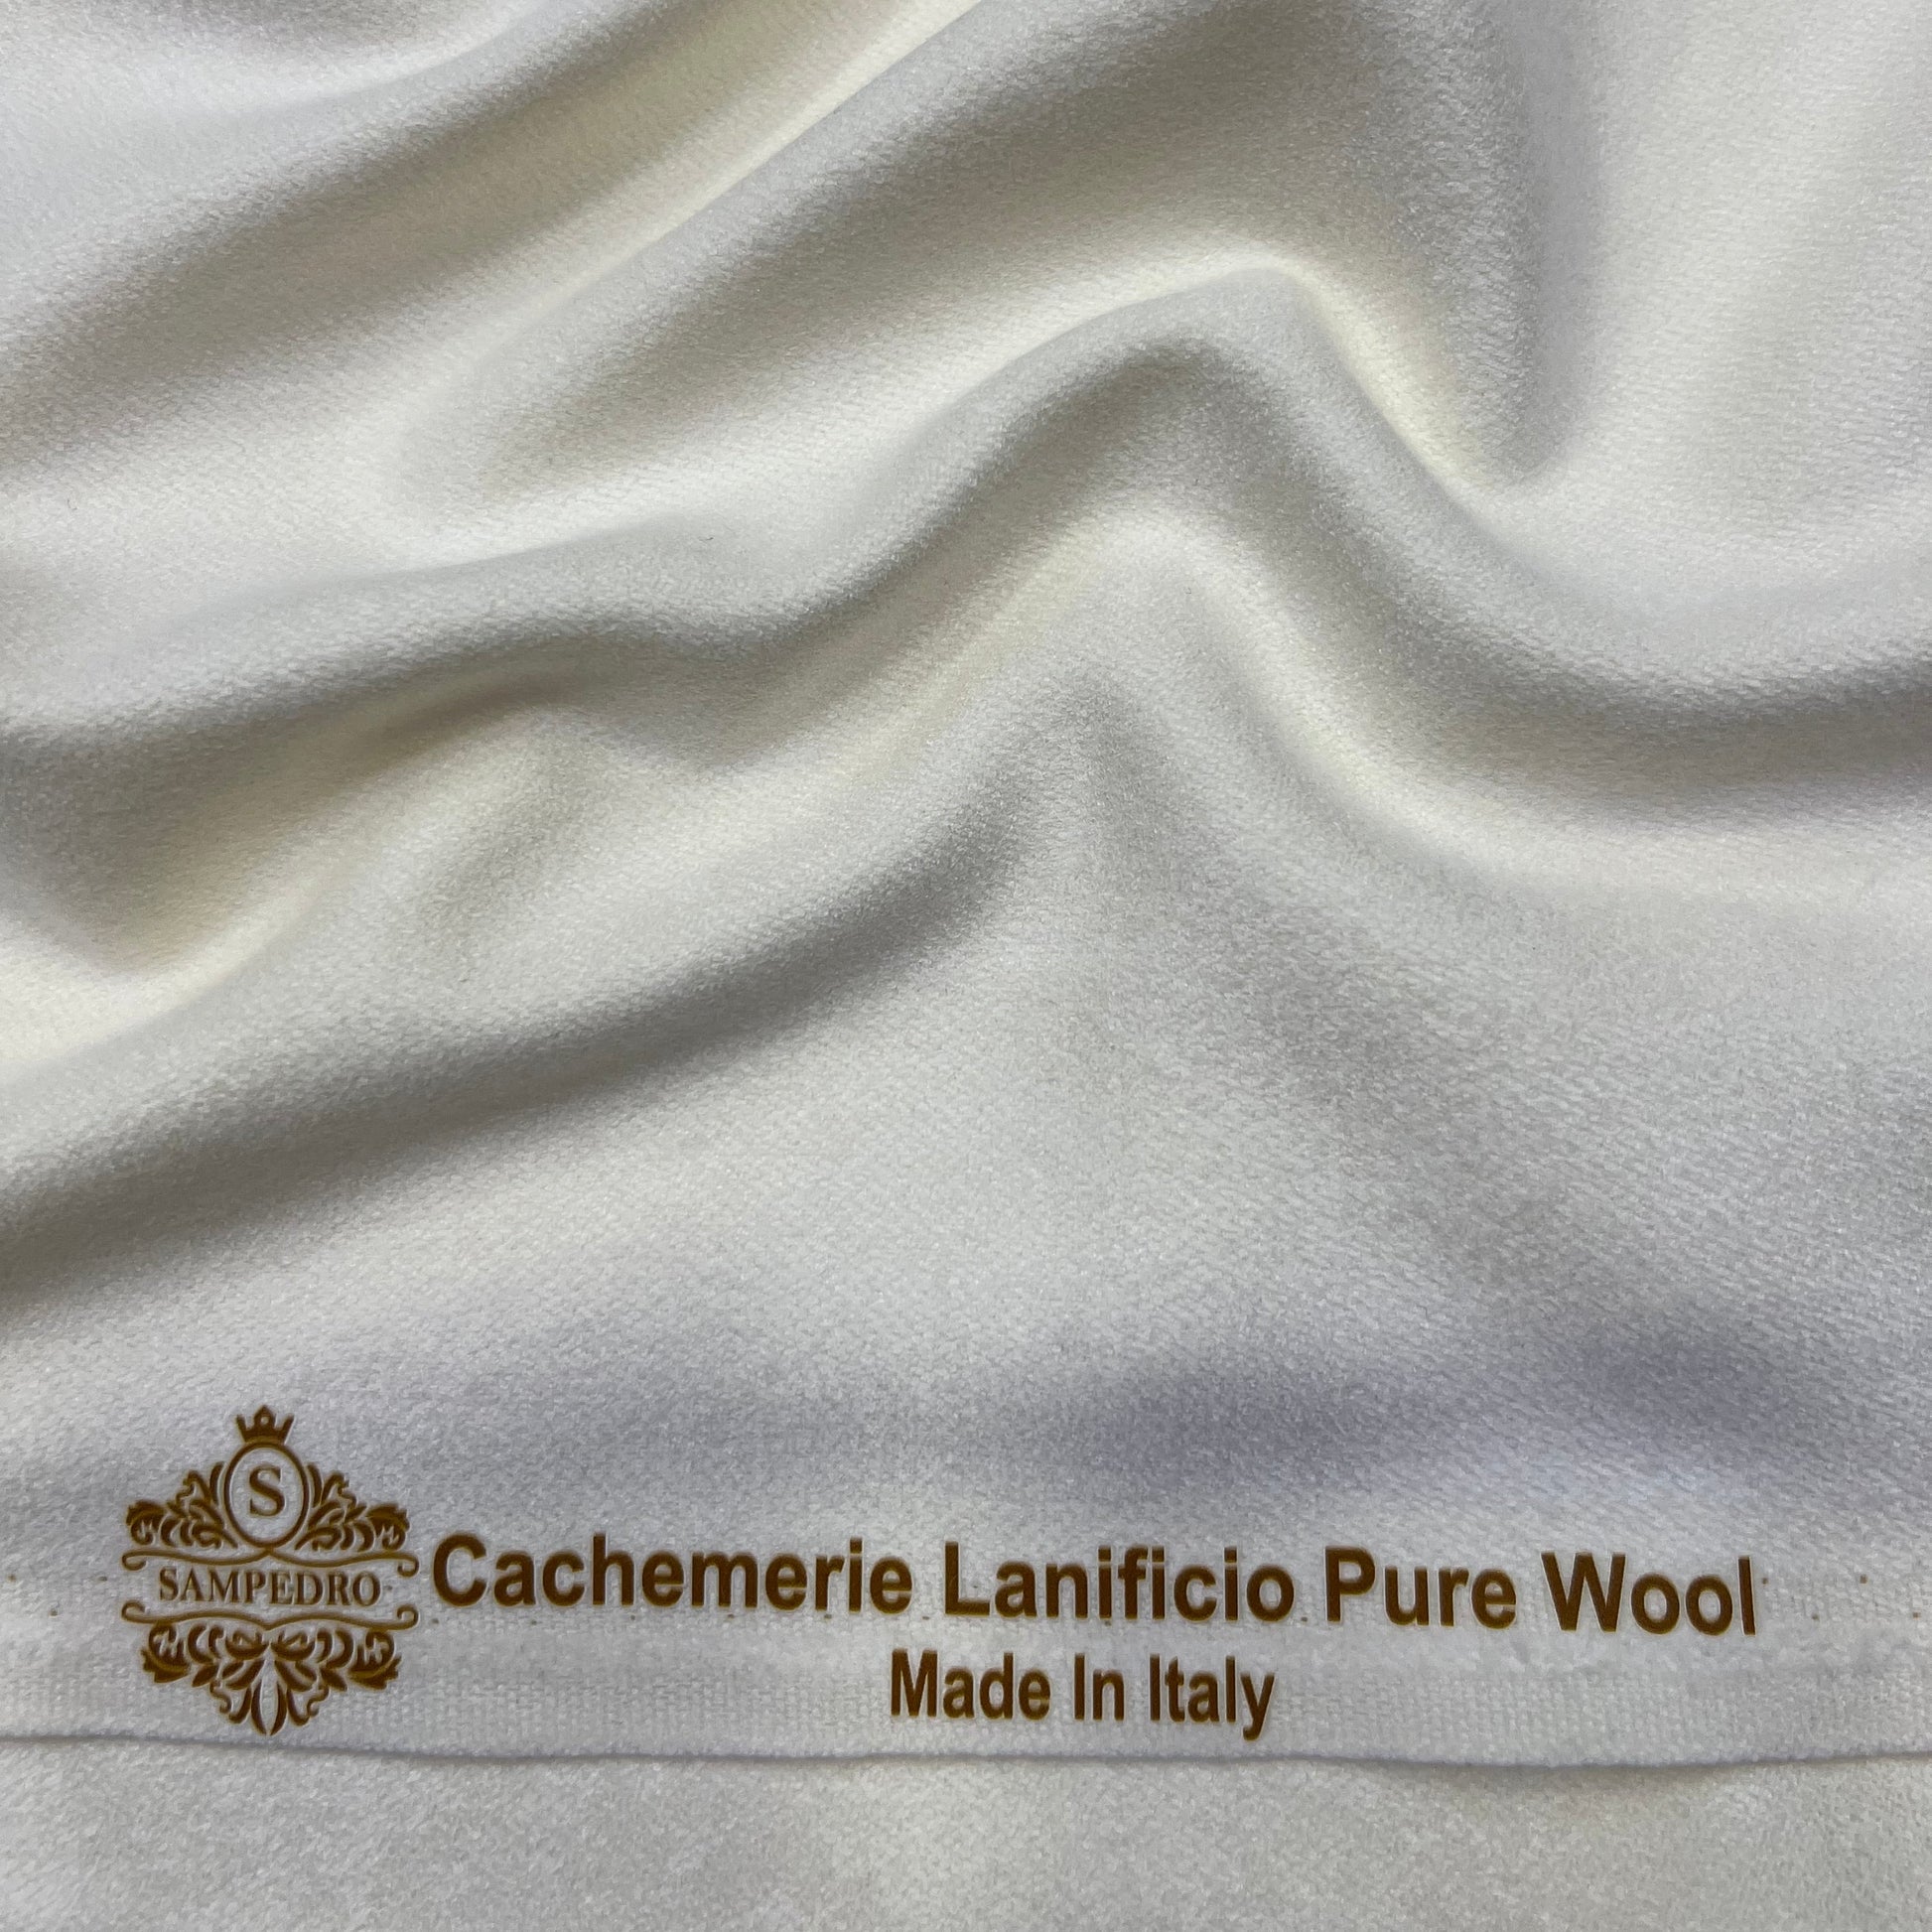 S
SAMPEDRO
Cachemerie Lanificio Pure Wool
Made In Italy